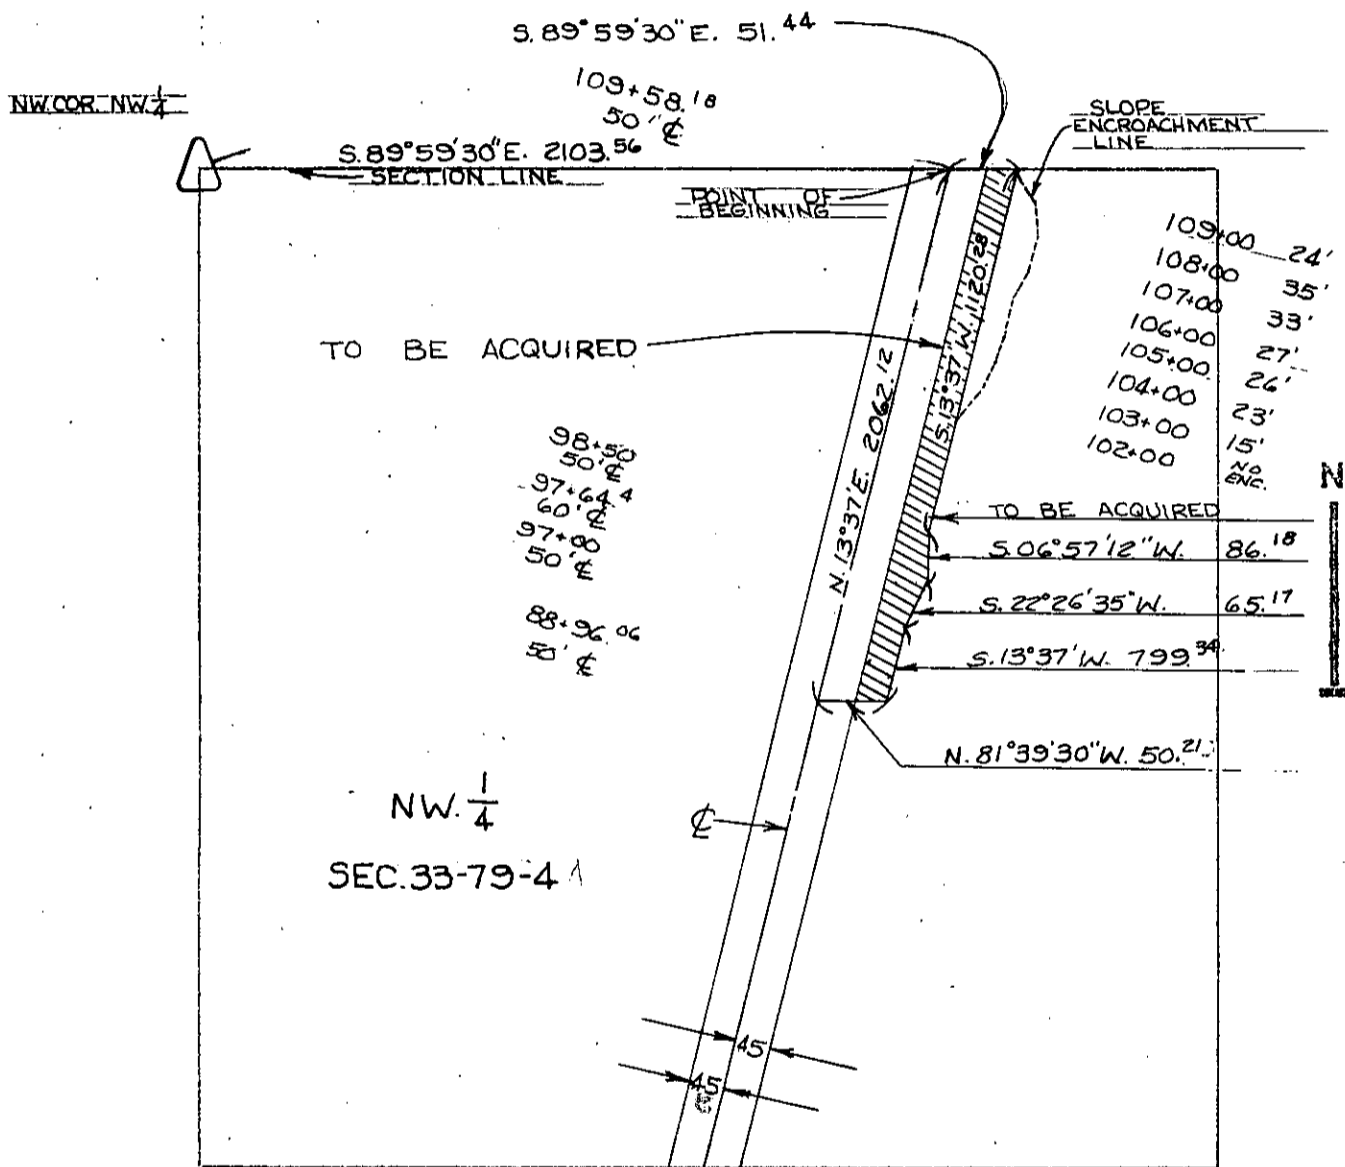 S. 89°59'30" E. 51.44
109+58.18
50' ℄
NW. COR. NW. 1/4
SLOPE
ENCROACHMENT
LINE
S. 89°59'30" E. 2103.56
SECTION LINE
POINT OF
BEGINNING
109+00 24'
108+00 35'
107+00 33'
106+00 27'
105+00 26'
104+00 23'
103+00 15'
102+00 NO ENC.
S. 13°37' W. 1120.28
TO BE ACQUIRED
N. 13°37' E. 2062.12
98+50
50' ℄
97+64.4
60' ℄
97+00
50' ℄
88+96.06
50' ℄
N
TO BE ACQUIRED
S. 06°57'12" W. 86.18
S. 22°26'35" W. 65.17
S. 13°37' W. 799.34
N. 81°39'30" W. 50.21
NW. 1/4
℄
SEC. 33-79-4
45
45